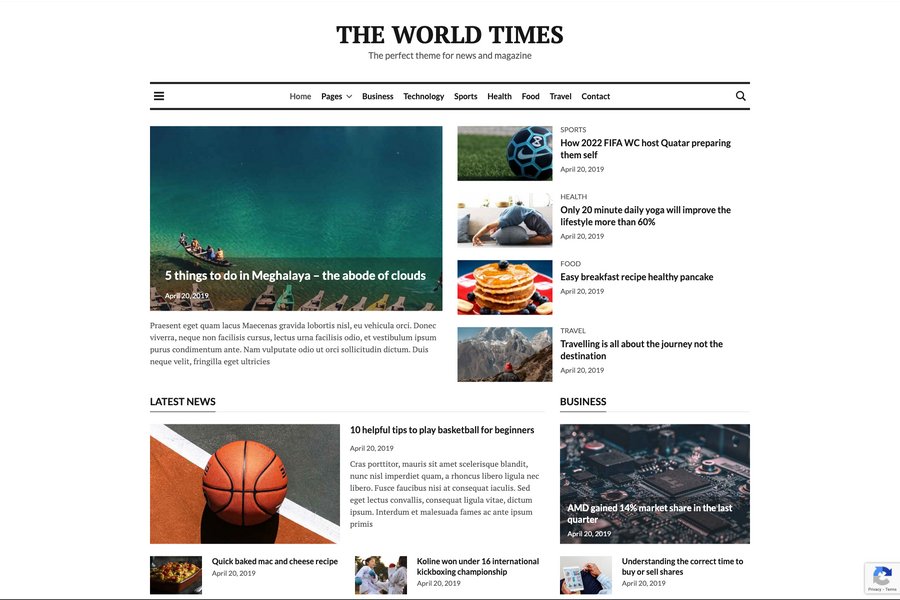 THE WORLD TIMES
The perfect theme for news and magazine
Home Pages Business Technology Sports Health Food Travel Contact
5 things to do in Meghalaya – the abode of clouds
April 20, 2019
Praesent eget quam lacus Maecenas gravida lobortis nisl, eu vehicula orci. Donec
viverra, neque non facilisis cursus, lectus urna facilisis odio, et vestibulum ipsum
purus condimentum ante. Nam vulputate odio ut orci sollicitudin dictum. Duis
neque velit, fringilla eget ultricies
SPORTS
How 2022 FIFA WC host Quatar preparing
them self
April 20, 2019
HEALTH
Only 20 minute daily yoga will improve the
lifestyle more than 60%
April 20, 2019
FOOD
Easy breakfast recipe healthy pancake
April 20, 2019
TRAVEL
Travelling is all about the journey not the
destination
April 20, 2019
LATEST NEWS
10 helpful tips to play basketball for beginners
April 20, 2019
Cras porttitor, mauris sit amet scelerisque blandit,
nunc nisl imperdiet quam, a rhoncus libero ligula nec
libero. Fusce faucibus nisi at consequat iaculis. Sed
eget lectus convallis, consequat ligula vitae, dictum
ipsum. Interdum et malesuada fames ac ante ipsum
primis
Quick baked mac and cheese recipe
April 20, 2019
Koline won under 16 international
kickboxing championship
April 20, 2019
BUSINESS
AMD gained 14% market share in the last
quarter
April 20, 2019
Understanding the correct time to
buy or sell shares
April 20, 2019
Privacy - Terms